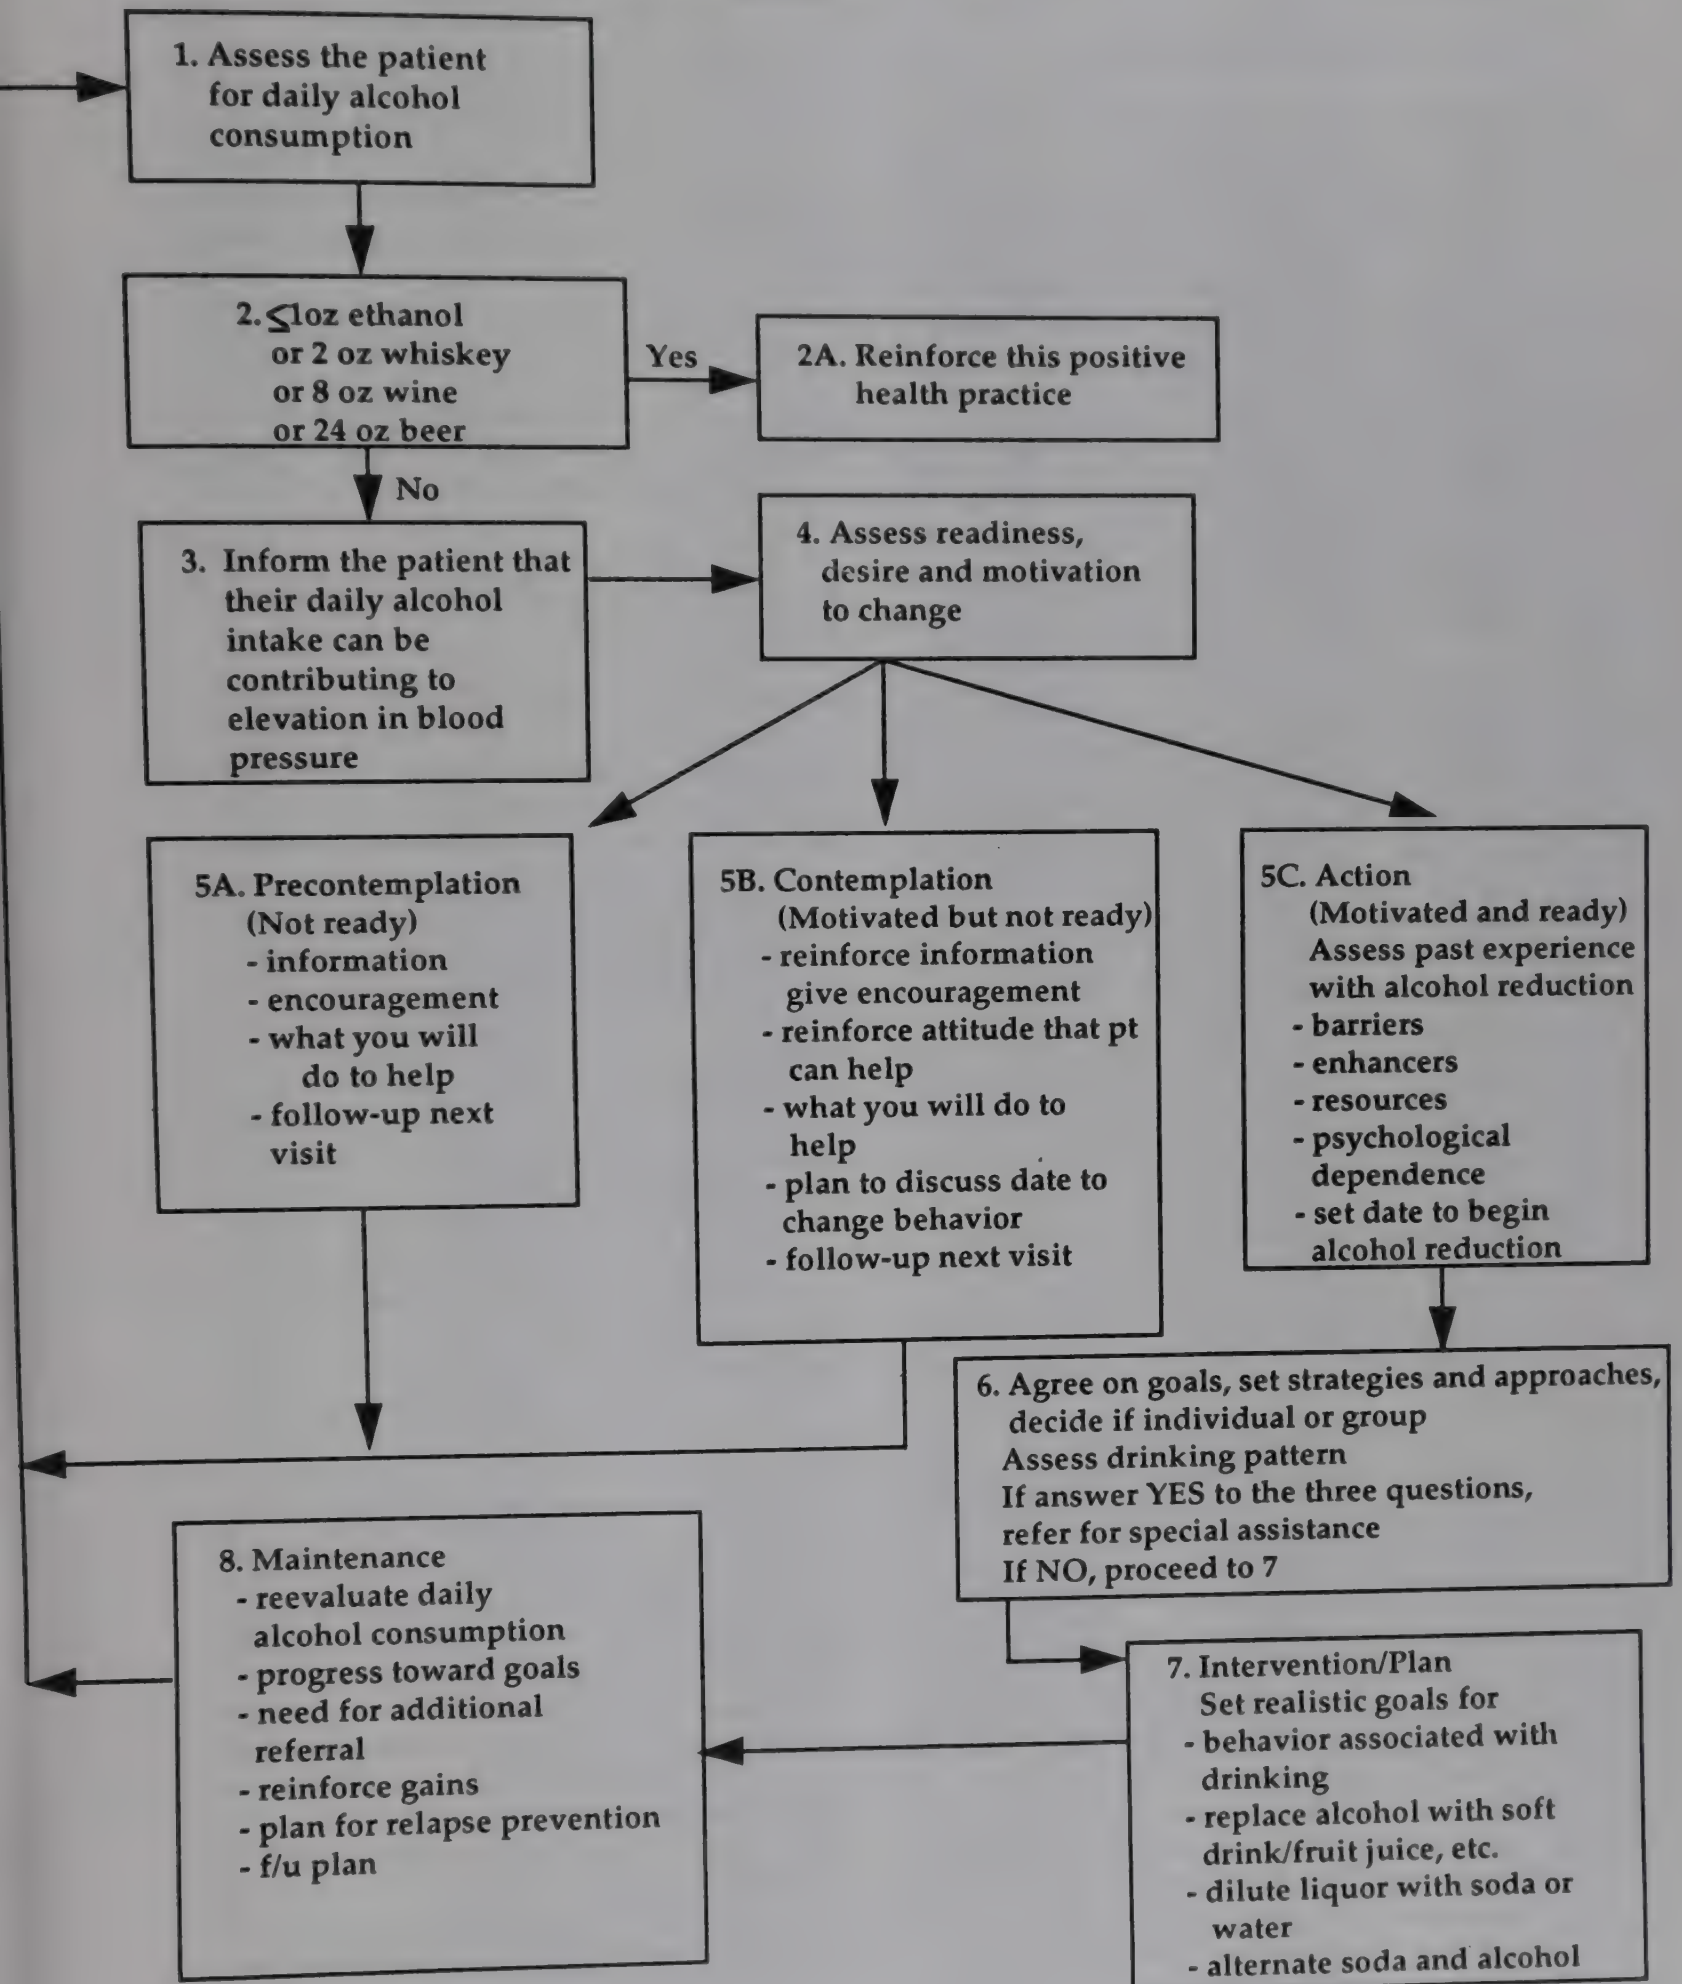 1. Assess the patient
for daily alcohol
consumption
2. ≤1oz ethanol
or 2 oz whiskey
or 8 oz wine
or 24 oz beer
Yes
2A. Reinforce this positive
health practice
No
3. Inform the patient that
their daily alcohol
intake can be
contributing to
elevation in blood
pressure
4. Assess readiness,
desire and motivation
to change
5A. Precontemplation
(Not ready)
- information
- encouragement
- what you will
do to help
- follow-up next
visit
5B. Contemplation
(Motivated but not ready)
- reinforce information
give encouragement
- reinforce attitude that pt
can help
- what you will do to
help
- plan to discuss date to
change behavior
- follow-up next visit
5C. Action
(Motivated and ready)
Assess past experience
with alcohol reduction
- barriers
- enhancers
- resources
- psychological
dependence
- set date to begin
alcohol reduction
6. Agree on goals, set strategies and approaches,
decide if individual or group
Assess drinking pattern
If answer YES to the three questions,
refer for special assistance
If NO, proceed to 7
7. Intervention/Plan
Set realistic goals for
- behavior associated with
drinking
- replace alcohol with soft
drink/fruit juice, etc.
- dilute liquor with soda or
water
- alternate soda and alcohol
8. Maintenance
- reevaluate daily
alcohol consumption
- progress toward goals
- need for additional
referral
- reinforce gains
- plan for relapse prevention
- f/u plan